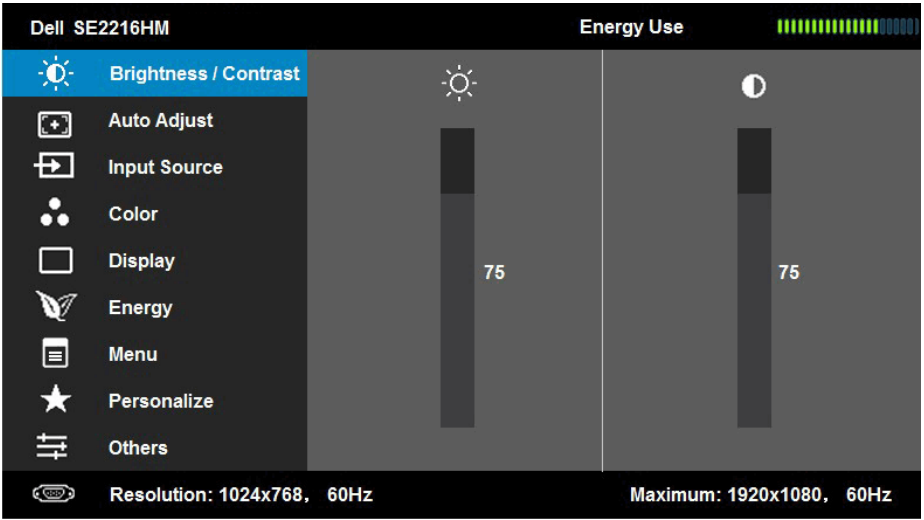 Dell SE2216HM Energy Use
Brightness / Contrast
Auto Adjust
Input Source
Color
Display
75 75
Energy
Menu
Personalize
Others
Resolution: 1024x768, 60Hz Maximum: 1920x1080, 60Hz